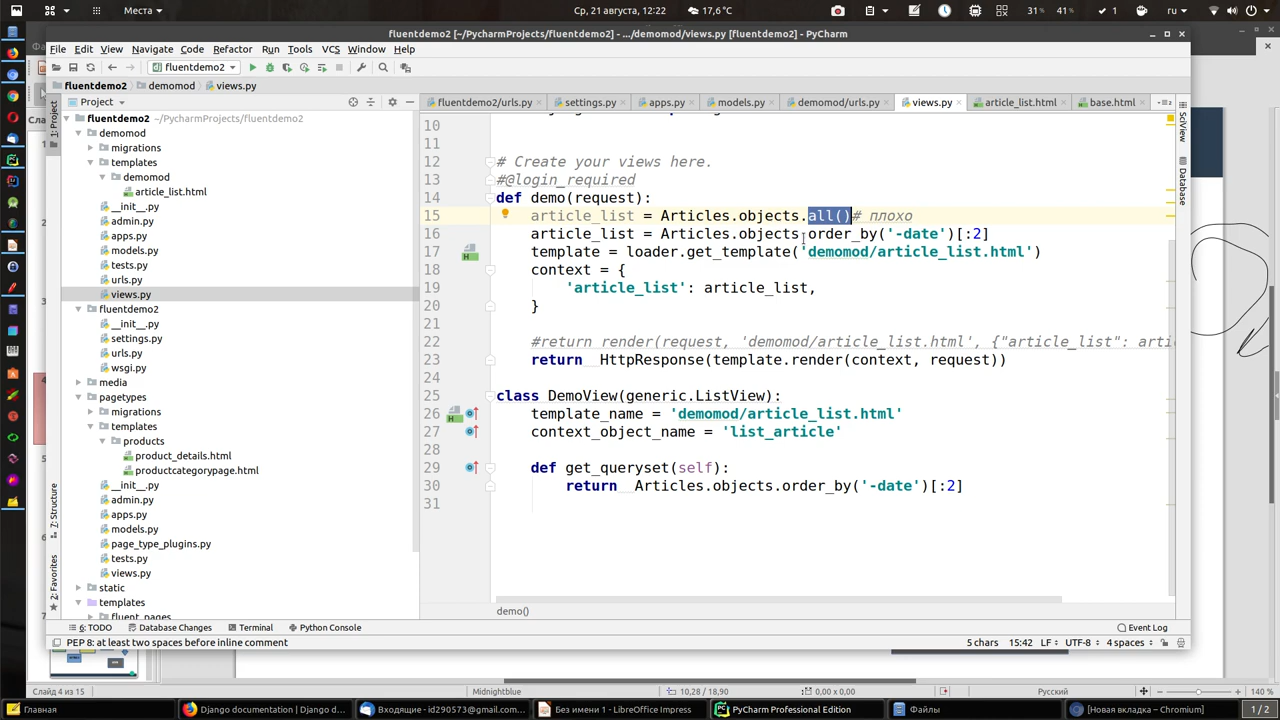 Места
Ср, 21 августа, 12:22
17,6°C
31%
41%
1
ru
fluentdemo2 [~/PycharmProjects/fluentdemo2] - .../demomod/views.py [fluentdemo2] - PyCharm
File Edit View Navigate Code Refactor Run Tools VCS Window Help
fluentdemo2
fluentdemo2 demomod views.py
Project
fluentdemo2/urls.py settings.py apps.py models.py demomod/urls.py views.py article_list.html base.html
1: Project
7: Structure
2: Favorites
SciView
Database
fluentdemo2 ~/PycharmProjects/fluentdemo2
demomod
migrations
templates
demomod
article_list.html
__init__.py
admin.py
apps.py
models.py
tests.py
urls.py
views.py
fluentdemo2
__init__.py
settings.py
urls.py
wsgi.py
media
pagetypes
migrations
templates
products
product_details.html
productcategorypage.html
__init__.py
admin.py
apps.py
models.py
page_type_plugins.py
tests.py
views.py
static
templates
fluent_pages
10
11
12 # Create your views here.
13 #@login_required
14 def demo(request):
15 article_list = Articles.objects.all()# плохо
16 article_list = Articles.objects.order_by('-date')[:2]
17 template = loader.get_template('demomod/article_list.html')
18 context = {
19 'article_list': article_list,
20 }
21
22 #return render(request, 'demomod/article_list.html', {"article_list": arti
23 return HttpResponse(template.render(context, request))
24
25 class DemoView(generic.ListView):
26 template_name = 'demomod/article_list.html'
27 context_object_name = 'list_article'
28
29 def get_queryset(self):
30 return Articles.objects.order_by('-date')[:2]
31
demo()
6: TODO Database Changes Terminal Python Console Event Log
PEP 8: at least two spaces before inline comment 5 chars 15:42 LF UTF-8 4 spaces
Слайд 4 из 15 Midnightblue 10,28 / 18,90 0,00 x 0,00 Русский 140 %
Главная Django documentation | Django d... Входящие - id290573@gmail.com... Без имени 1 - LibreOffice Impress PyCharm Professional Edition Файлы [Новая вкладка – Chromium] 1 / 2